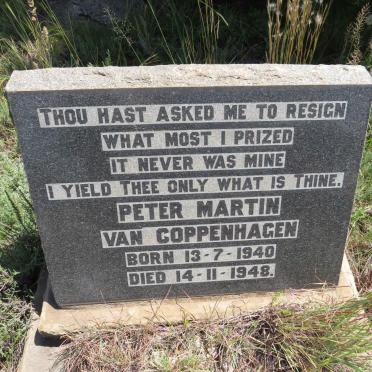 THOU HAST ASKED ME TO RESIGN
WHAT MOST I PRIZED
IT NEVER WAS MINE
I YIELD THEE ONLY WHAT IS THINE.
PETER MARTIN
VAN COPPENHAGEN
BORN 13-7-1940
DIED 14-11-1948.